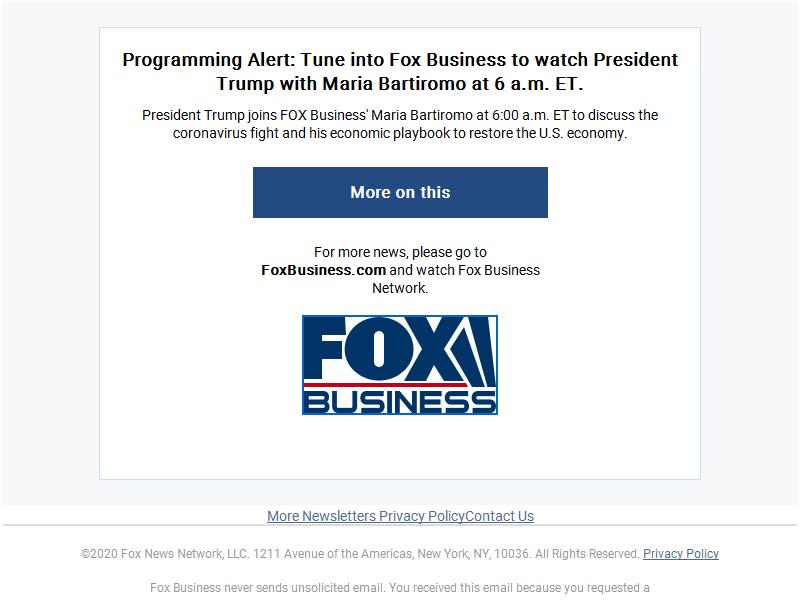 Programming Alert: Tune into Fox Business to watch President
Trump with Maria Bartiromo at 6 a.m. ET.
President Trump joins FOX Business' Maria Bartiromo at 6:00 a.m. ET to discuss the
coronavirus fight and his economic playbook to restore the U.S. economy.
More on this
For more news, please go to
FoxBusiness.com and watch Fox Business
Network.
FOX
BUSINESS
More Newsletters Privacy PolicyContact Us
©2020 Fox News Network, LLC. 1211 Avenue of the Americas, New York, NY, 10036. All Rights Reserved. Privacy Policy
Fox Business never sends unsolicited email. You received this email because you requested a